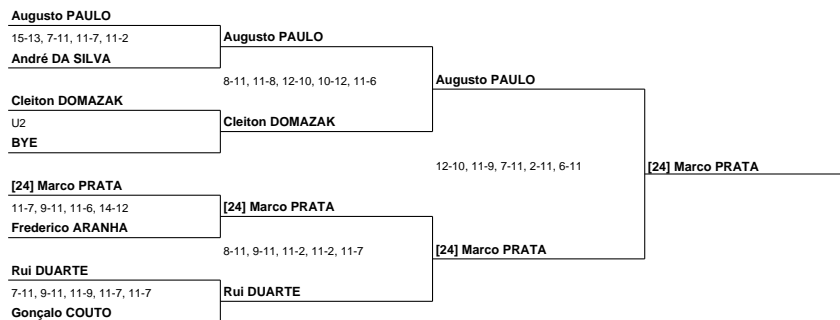 Augusto PAULO
15-13, 7-11, 11-7, 11-2
André DA SILVA
Augusto PAULO
8-11, 11-8, 12-10, 10-12, 11-6
Cleiton DOMAZAK
U2
BYE
Cleiton DOMAZAK
Augusto PAULO
12-10, 11-9, 7-11, 2-11, 6-11
[24] Marco PRATA
[24] Marco PRATA
11-7, 9-11, 11-6, 14-12
Frederico ARANHA
[24] Marco PRATA
8-11, 9-11, 11-2, 11-2, 11-7
[24] Marco PRATA
Rui DUARTE
7-11, 9-11, 11-9, 11-7, 11-7
Gonçalo COUTO
Rui DUARTE